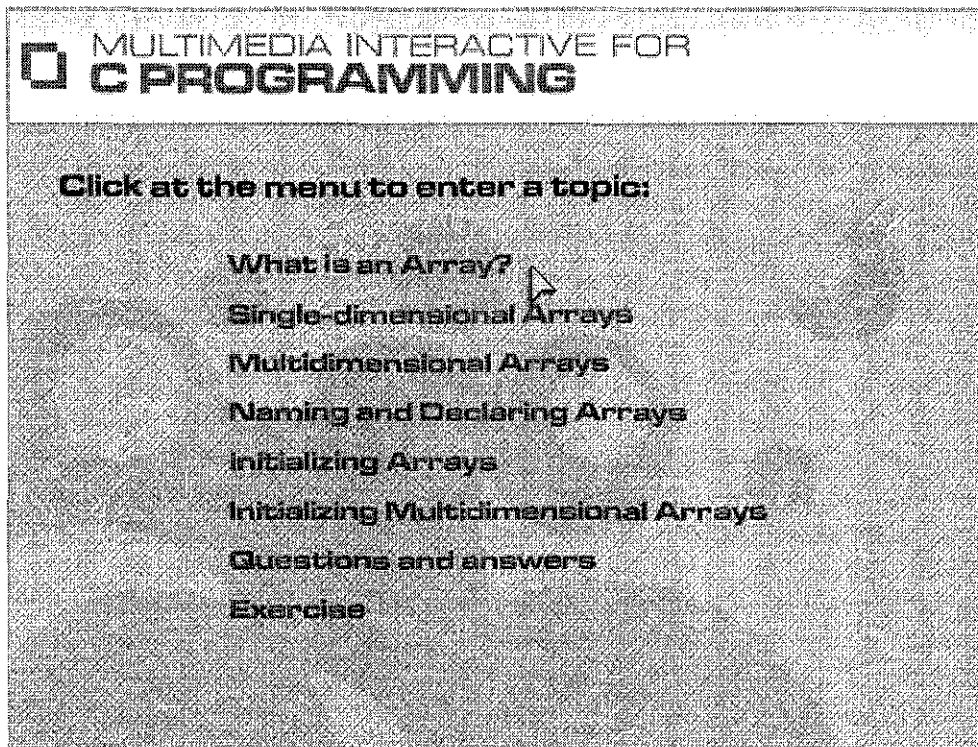 MULTIMEDIA INTERACTIVE FOR
C PROGRAMMING
Click at the menu to enter a topic:
What is an Array?
Single-dimensional Arrays
Multidimensional Arrays
Naming and Declaring Arrays
Initializing Arrays
Initializing Multidimensional Arrays
Questions and answers
Exercise